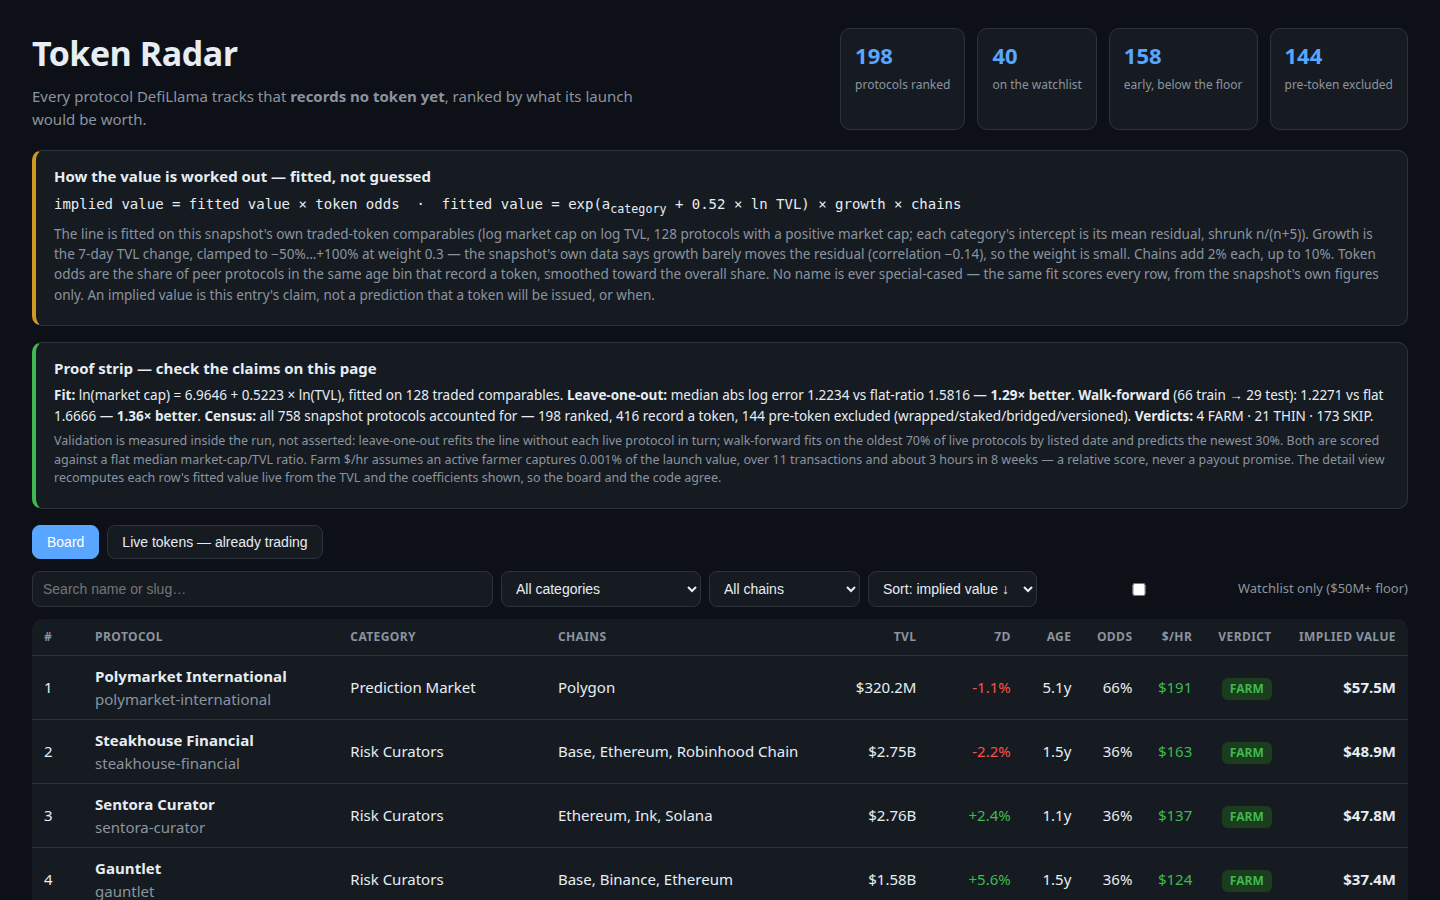 Token Radar
Every protocol DefiLlama tracks that records no token yet, ranked by what its launch
would be worth.
198
protocols ranked
40
on the watchlist
158
early, below the floor
144
pre-token excluded
How the value is worked out — fitted, not guessed
implied value = fitted value × token odds · fitted value = exp(a_category + 0.52 × ln TVL) × growth × chains
The line is fitted on this snapshot's own traded-token comparables (log market cap on log TVL, 128 protocols with a positive market cap; each category's intercept is its mean residual, shrunk n/(n+5)). Growth is
the 7-day TVL change, clamped to −50%…+100% at weight 0.3 — the snapshot's own data says growth barely moves the residual (correlation −0.14), so the weight is small. Chains add 2% each, up to 10%. Token
odds are the share of peer protocols in the same age bin that record a token, smoothed toward the overall share. No name is ever special-cased — the same fit scores every row, from the snapshot's own figures
only. An implied value is this entry's claim, not a prediction that a token will be issued, or when.
Proof strip — check the claims on this page
Fit: ln(market cap) = 6.9646 + 0.5223 × ln(TVL), fitted on 128 traded comparables. Leave-one-out: median abs log error 1.2234 vs flat-ratio 1.5816 — 1.29× better. Walk-forward (66 train → 29 test): 1.2271 vs flat
1.6666 — 1.36× better. Census: all 758 snapshot protocols accounted for — 198 ranked, 416 record a token, 144 pre-token excluded (wrapped/staked/bridged/versioned). Verdicts: 4 FARM · 21 THIN · 173 SKIP.
Validation is measured inside the run, not asserted: leave-one-out refits the line without each live protocol in turn; walk-forward fits on the oldest 70% of live protocols by listed date and predicts the newest 30%. Both are scored
against a flat median market-cap/TVL ratio. Farm $/hr assumes an active farmer captures 0.001% of the launch value, over 11 transactions and about 3 hours in 8 weeks — a relative score, never a payout promise. The detail view
recomputes each row's fitted value live from the TVL and the coefficients shown, so the board and the code agree.
Board
Live tokens — already trading
Search name or slug…
All categories
All chains
Sort: implied value ↓
Watchlist only ($50M+ floor)
# PROTOCOL CATEGORY CHAINS TVL 7D AGE ODDS $/HR VERDICT IMPLIED VALUE
1 Polymarket International Prediction Market Polygon $320.2M -1.1% 5.1y 66% $191 FARM $57.5M
polymarket-international
2 Steakhouse Financial Risk Curators Base, Ethereum, Robinhood Chain $2.75B -2.2% 1.5y 36% $163 FARM $48.9M
steakhouse-financial
3 Sentora Curator Risk Curators Ethereum, Ink, Solana $2.76B +2.4% 1.1y 36% $137 FARM $47.8M
sentora-curator
4 Gauntlet Risk Curators Base, Binance, Ethereum $1.58B +5.6% 1.5y 36% $124 FARM $37.4M
gauntlet